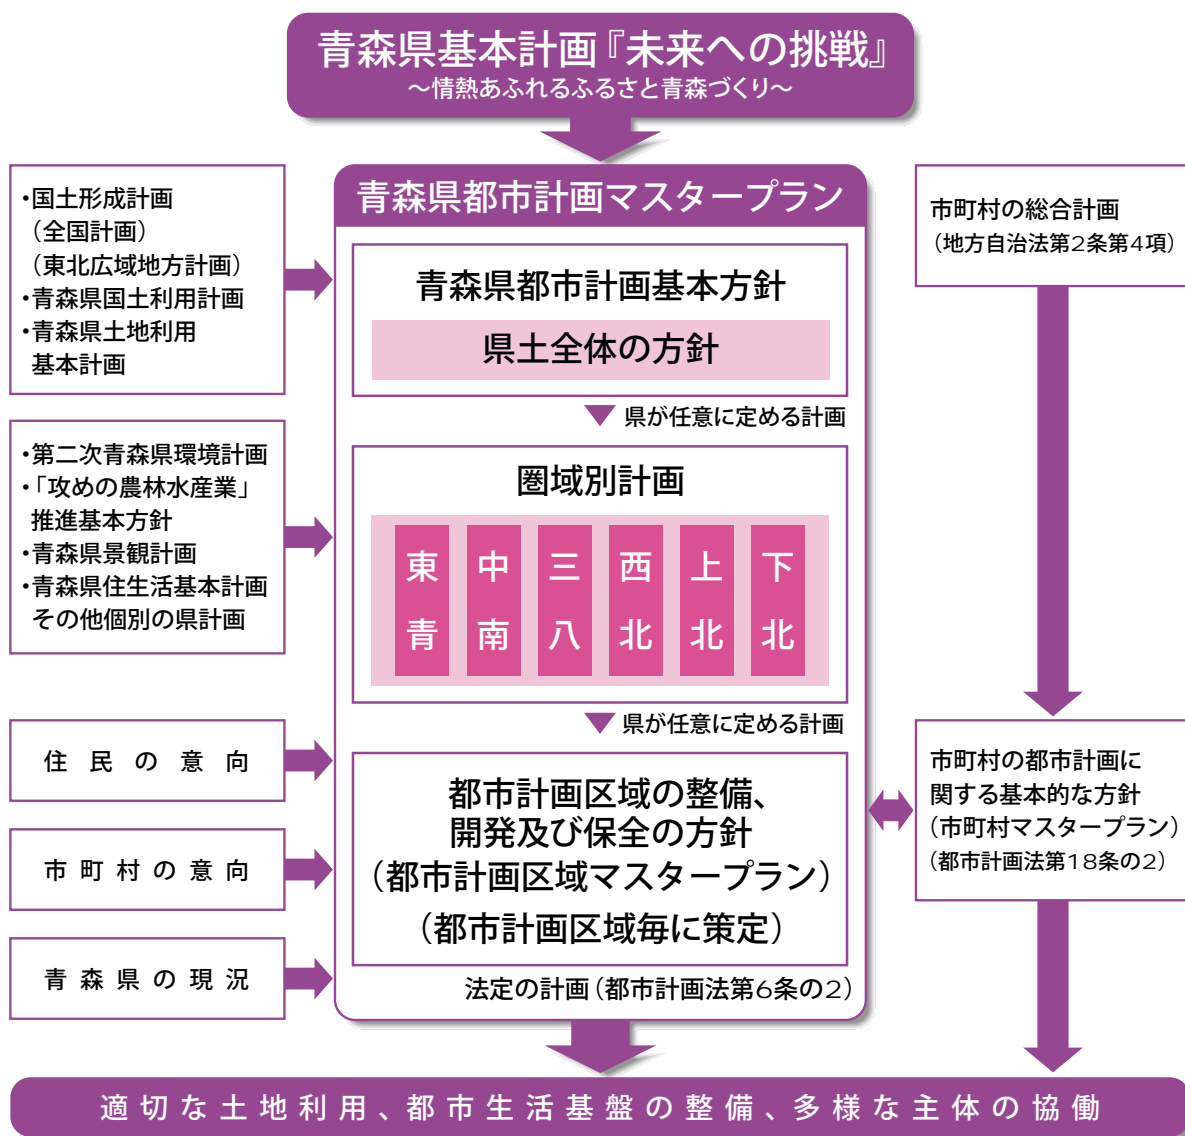 青森県基本計画『未来への挑戦』
～情熱あふれるふるさと青森づくり～
・国土形成計画
（全国計画）
（東北広域地方計画）
・青森県国土利用計画
・青森県土地利用
基本計画
・第二次青森県環境計画
・「攻めの農林水産業」
推進基本方針
・青森県景観計画
・青森県住生活基本計画
その他個別の県計画
住民の意向
市町村の意向
青森県の現況
青森県都市計画マスタープラン
青森県都市計画基本方針
県土全体の方針
▼県が任意に定める計画
圏域別計画
東青
中南
三八
西北
上北
下北
▼県が任意に定める計画
都市計画区域の整備、
開発及び保全の方針
（都市計画区域マスタープラン）
（都市計画区域毎に策定）
法定の計画（都市計画法第6条の2）
市町村の総合計画
（地方自治法第2条第4項）
市町村の都市計画に
関する基本的な方針
（市町村マスタープラン）
（都市計画法第18条の2）
適切な土地利用、都市生活基盤の整備、多様な主体の協働